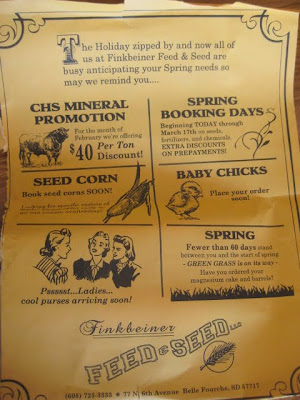 The Holiday zipped by and now all of
us at Finkbeiner Feed & Seed are
busy anticipating your Spring needs so
may we remind you....
CHS MINERAL
PROMOTION
For the month of
February we're offering
$40 Per Ton
Discount!
SPRING
BOOKING DAYS
Beginning TODAY through
March 17th on seeds,
fertilizers, and chemicals.
EXTRA DISCOUNTS
ON PREPAYMENTS!
SEED CORN
Book seed corns SOON!
BABY CHICKS
Place your order
soon!
Psssst...Ladies...
cool purses arriving soon!
SPRING
Fewer than 60 days stand
between you and the start of spring
- GREEN GRASS is on its way -
Have you ordered your
magnesium cake and barrels?
Finkbeiner
FEED & SEED LLC
77 N 6th Avenue Belle Fourche, SD 57717